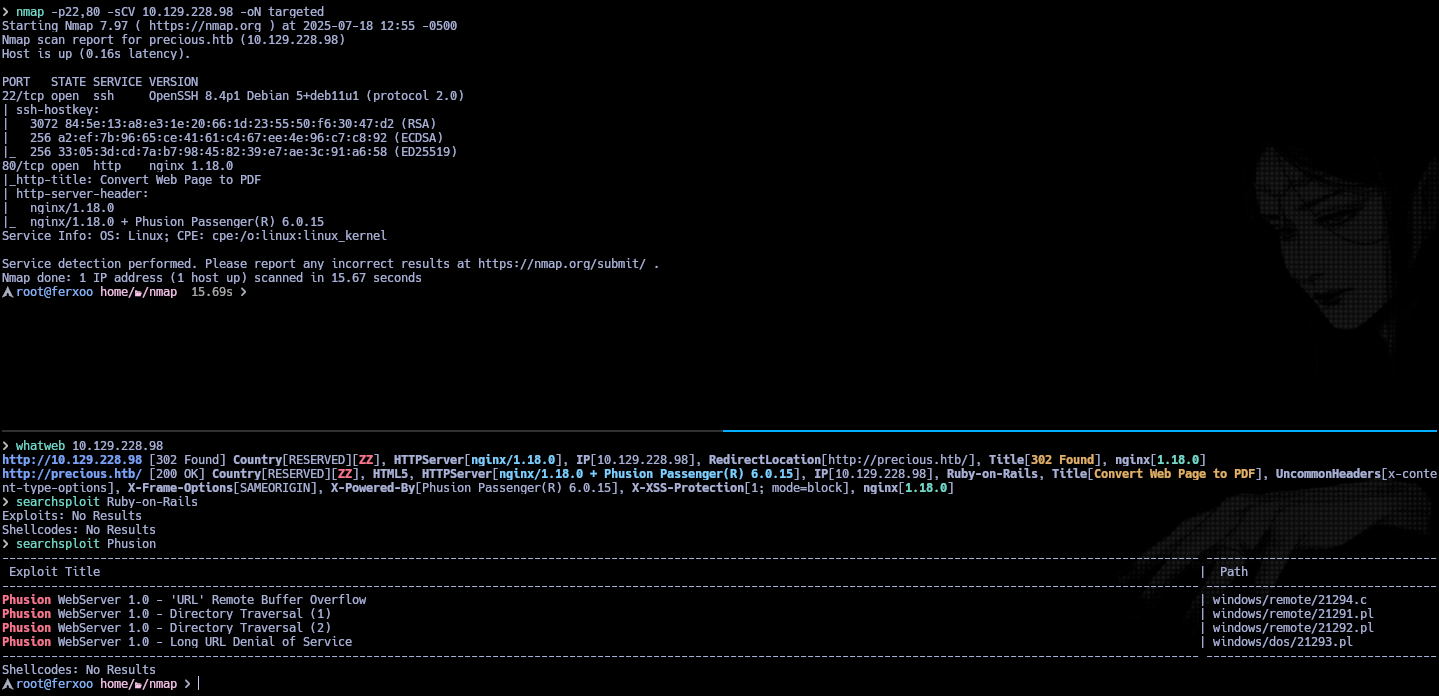 ❯ nmap -p22,80 -sCV 10.129.228.98 -oN targeted
Starting Nmap 7.97 ( https://nmap.org ) at 2025-07-18 12:55 -0500
Nmap scan report for precious.htb (10.129.228.98)
Host is up (0.16s latency).
PORT   STATE SERVICE VERSION
22/tcp open  ssh     OpenSSH 8.4p1 Debian 5+deb11u1 (protocol 2.0)
| ssh-hostkey:
|   3072 84:5e:13:a8:e3:1e:20:66:1d:23:55:50:f6:30:47:d2 (RSA)
|   256 a2:ef:7b:96:65:ce:41:61:c4:67:ee:4e:96:c7:c8:92 (ECDSA)
|_  256 33:05:3d:cd:7a:b7:98:45:82:39:e7:ae:3c:91:a6:58 (ED25519)
80/tcp open  http    nginx 1.18.0
|_http-title: Convert Web Page to PDF
| http-server-header:
|   nginx/1.18.0
|_  nginx/1.18.0 + Phusion Passenger(R) 6.0.15
Service Info: OS: Linux; CPE: cpe:/o:linux:linux_kernel
Service detection performed. Please report any incorrect results at https://nmap.org/submit/ .
Nmap done: 1 IP address (1 host up) scanned in 15.67 seconds
root@ferxoo home//nmap  15.69s ❯
❯ whatweb 10.129.228.98
http://10.129.228.98 [302 Found] Country[RESERVED][ZZ], HTTPServer[nginx/1.18.0], IP[10.129.228.98], RedirectLocation[http://precious.htb/], Title[302 Found], nginx[1.18.0]
http://precious.htb/ [200 OK] Country[RESERVED][ZZ], HTML5, HTTPServer[nginx/1.18.0 + Phusion Passenger(R) 6.0.15], IP[10.129.228.98], Ruby-on-Rails, Title[Convert Web Page to PDF], UncommonHeaders[x-conte
nt-type-options], X-Frame-Options[SAMEORIGIN], X-Powered-By[Phusion Passenger(R) 6.0.15], X-XSS-Protection[1; mode=block], nginx[1.18.0]
❯ searchsploit Ruby-on-Rails
Exploits: No Results
Shellcodes: No Results
❯ searchsploit Phusion
Exploit Title | Path
Phusion WebServer 1.0 - 'URL' Remote Buffer Overflow | windows/remote/21294.c
Phusion WebServer 1.0 - Directory Traversal (1) | windows/remote/21291.pl
Phusion WebServer 1.0 - Directory Traversal (2) | windows/remote/21292.pl
Phusion WebServer 1.0 - Long URL Denial of Service | windows/dos/21293.pl
Shellcodes: No Results
root@ferxoo home//nmap ❯